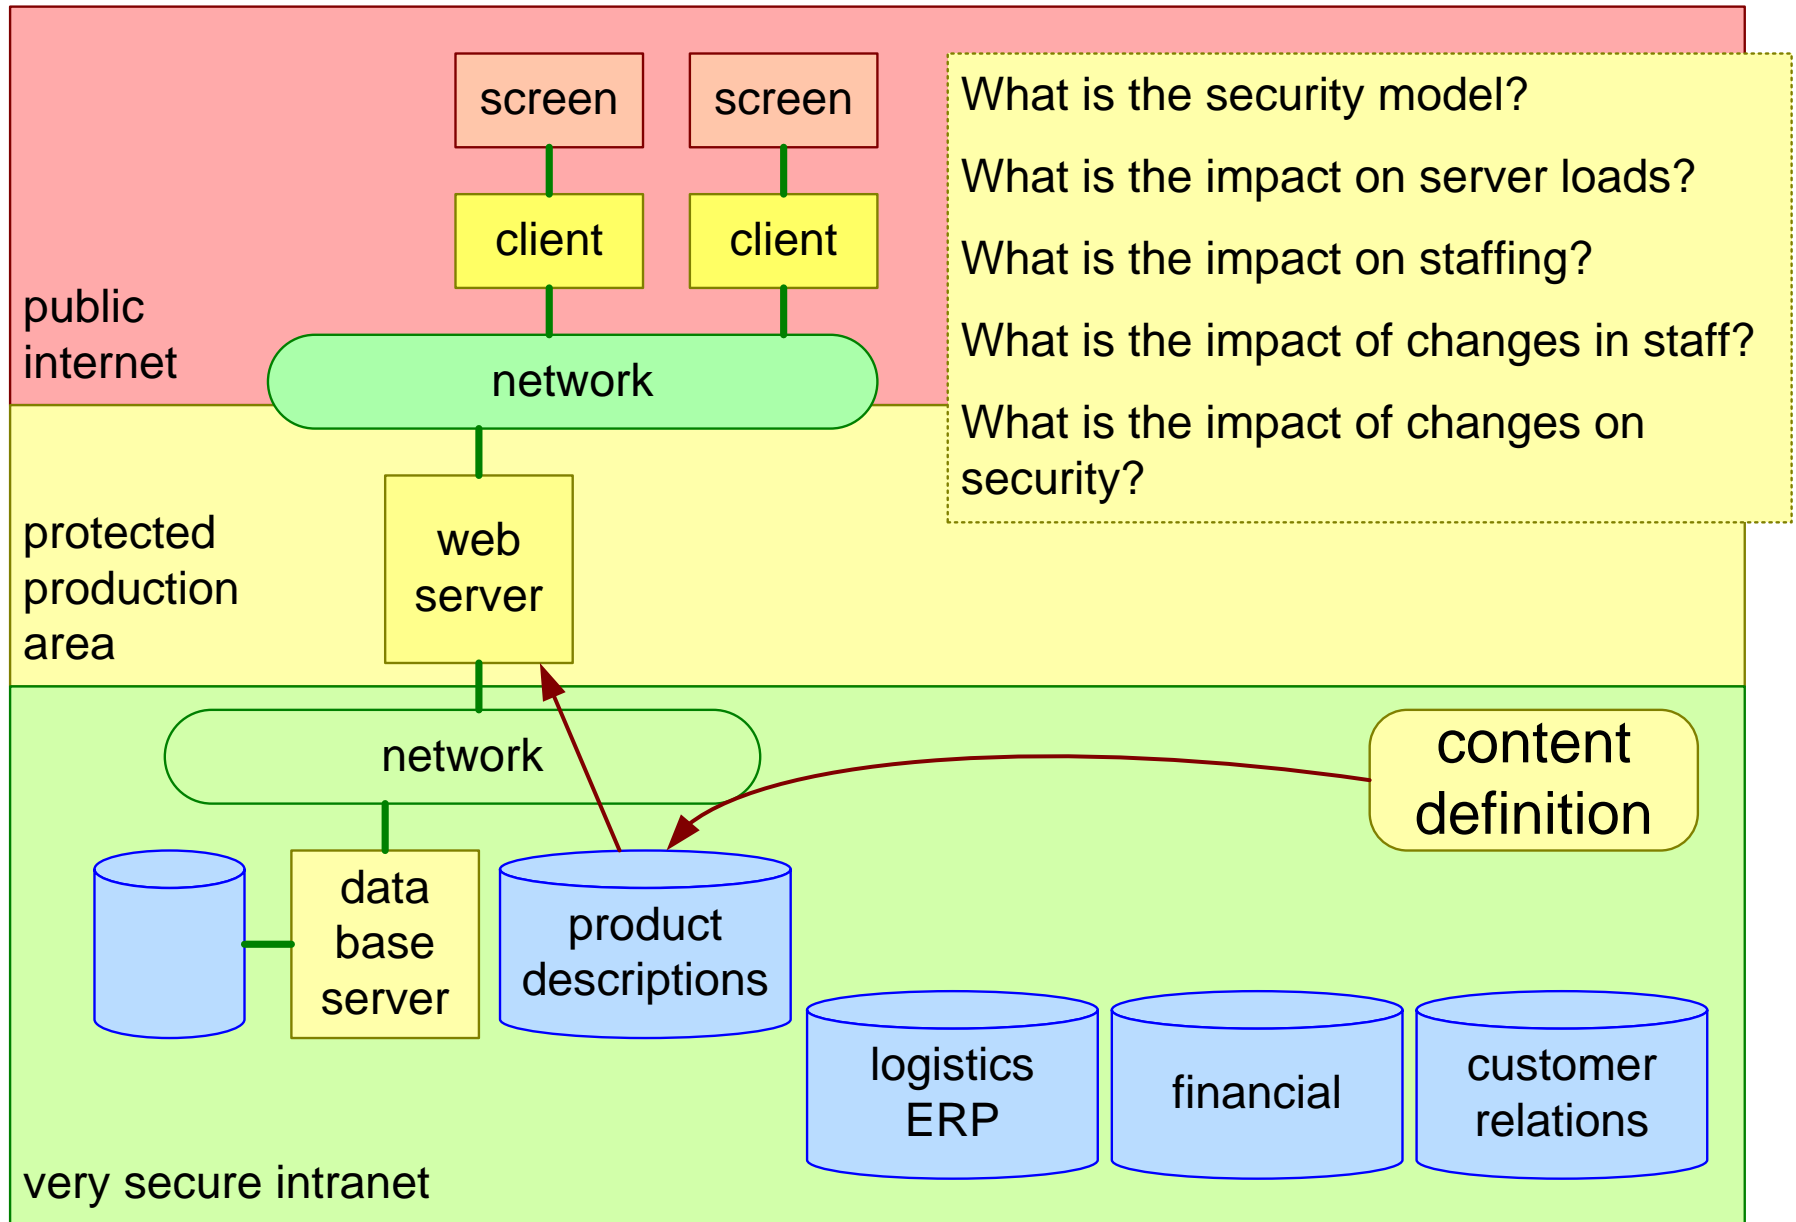 screen
screen
What is the security model?
client
client
What is the impact on server loads?
What is the impact on staffing?
What is the impact of changes in staff?
What is the impact of changes on
security?
public
internet
network
protected
production
area
web
server
network
content
definition
data
base
server
product
descriptions
logistics
ERP
financial
customer
relations
very secure intranet